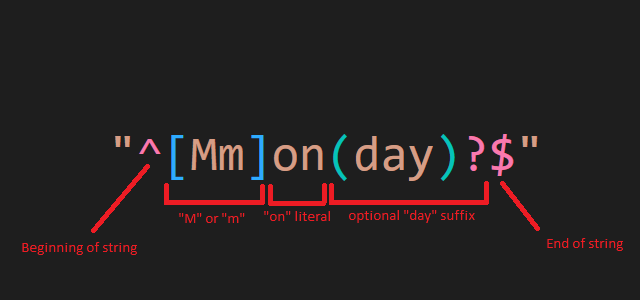 "^[Mm]on(day)?$"
"M" or "m"
"on" literal
optional "day" suffix
Beginning of string
End of string